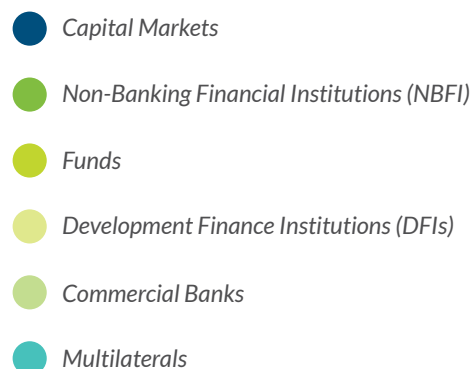 Capital Markets
Non-Banking Financial Institutions (NBFI)
Funds
Development Finance Institutions (DFIs)
Commercial Banks
Multilaterals